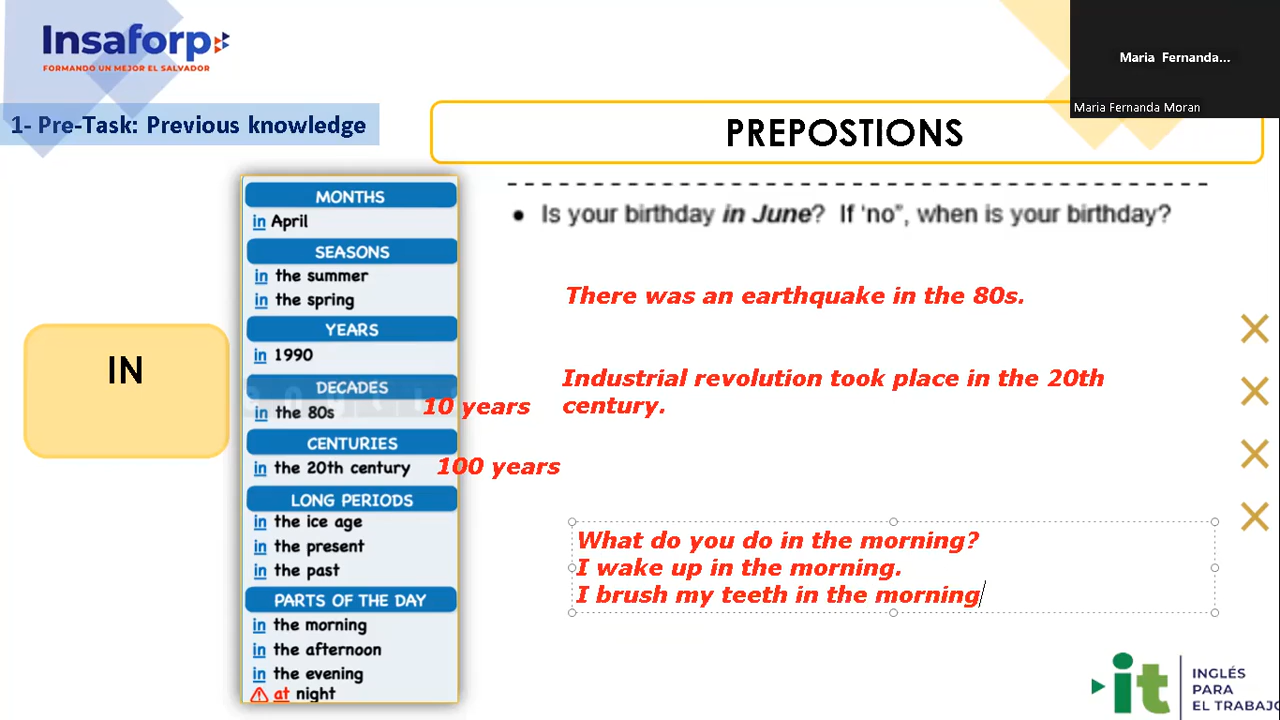 Insaforp
FORMANDO UN MEJOR EL SALVADOR
Maria Fernanda...
Maria Fernanda Moran
1- Pre-Task: Previous knowledge
PREPOSTIONS
IN
MONTHS
in April
SEASONS
in the summer
in the spring
YEARS
in 1990
DECADES
in the 80s
10 years
CENTURIES
in the 20th century
100 years
LONG PERIODS
in the ice age
in the present
in the past
PARTS OF THE DAY
in the morning
in the afternoon
in the evening
at night
• Is your birthday in June? If ‘no”, when is your birthday?
There was an earthquake in the 80s.
Industrial revolution took place in the 20th
century.
What do you do in the morning?
I wake up in the morning.
I brush my teeth in the morning
it
INGLÉS
PARA
EL TRABAJO